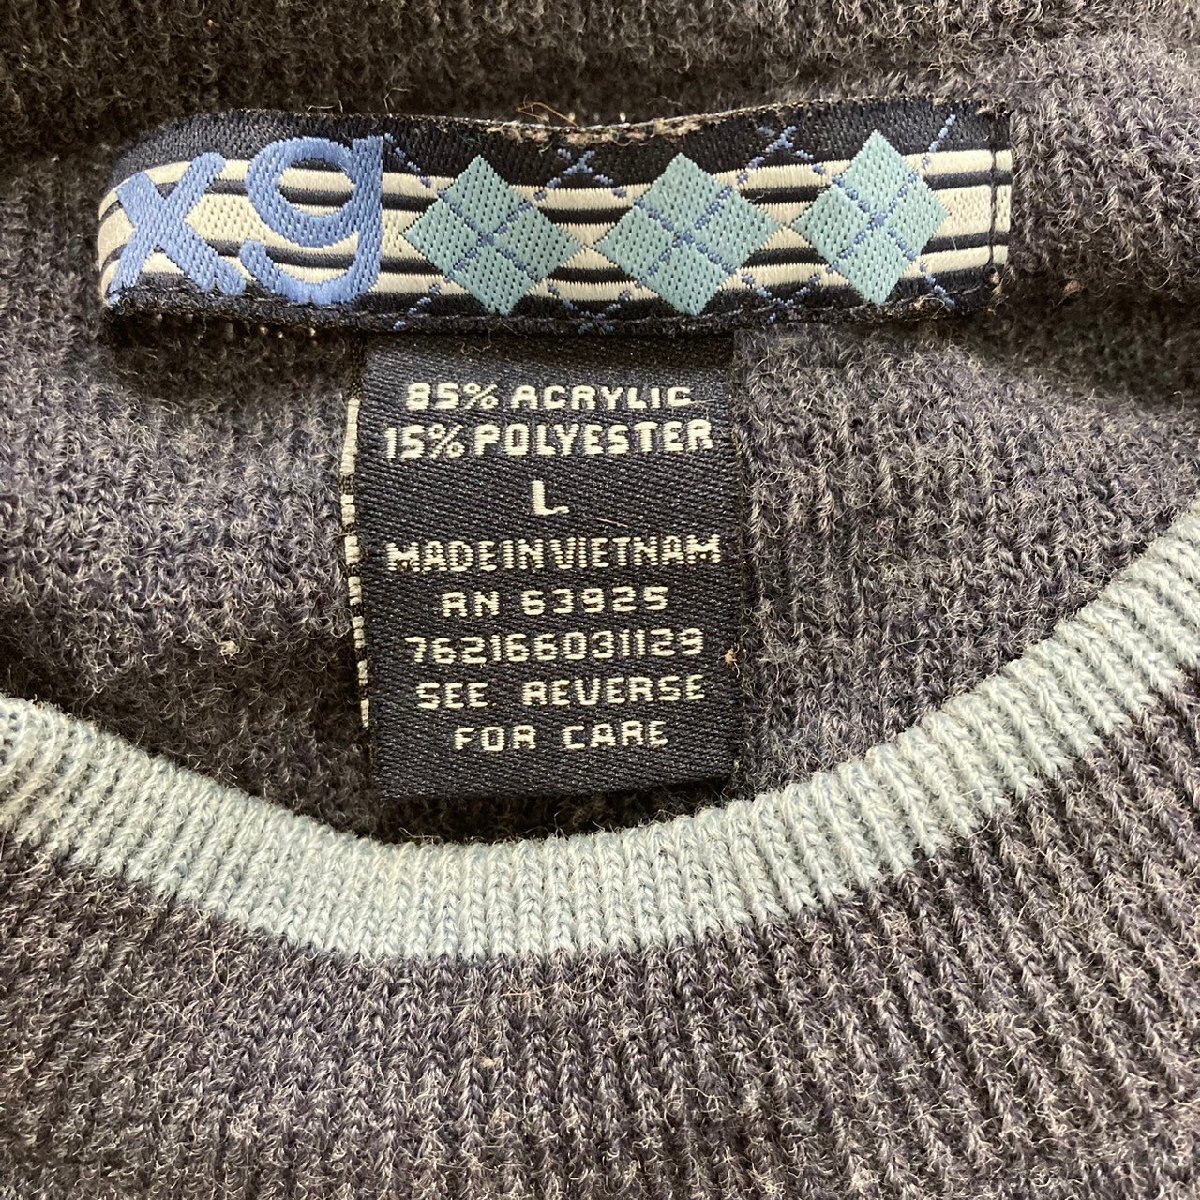 xg
85% ACRYLIC
15% POLYESTER
L
MADE IN VIETNAM
RN 63925
762166031129
SEE REVERSE
FOR CARE